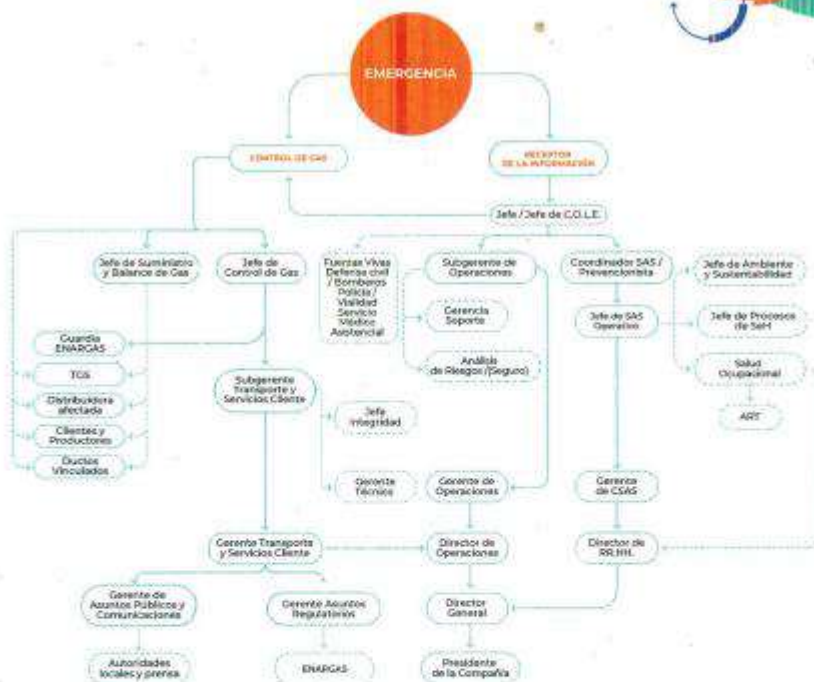 EMERGENCIA
CONTROL DE GAS
RECEPTOR
DE LA INFORMACIÓN
Jefe / Jefe de C.O.L.E.
Jefe de Suministro
y Balance de Gas
Jefe de
Control de Gas
Fuerzas Vivas
Defensa civil
/ Bomberos
Policía /
Vialidad
Servicio
Médico
Asistencial
Subgerente de
Operaciones
Coordinador SAS /
Prevencionista
Jefe de Ambiente
y Sustentabilidad
Gerencia
Soporte
Jefe de SAS
Operativo
Jefe de Procesos
de SeH
Guardia
ENARGAS
TGS
Distribuidora
afectada
Clientes y
Productores
Ductos
Vinculados
Análisis
de Riesgos /(Seguro)
Salud
Ocupacional
ART
Subgerente
Transporte y
Servicios Cliente
Jefe
Integridad
Gerente
Técnico
Gerente de
Operaciones
Gerente
de CSAS
Gerente Transporte
y Servicios Cliente
Director de
Operaciones
Director de
RR.HH.
Gerente de
Asuntos Públicos y
Comunicaciones
Gerente Asuntos
Regulatorios
Director
General
Autoridades
locales y prensa
ENARGAS
Presidente
de la Compañía